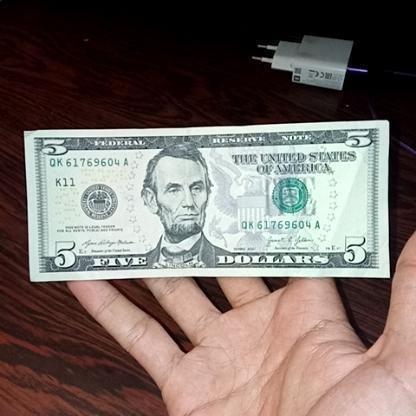 5 FEDERAL RESERVE NOTE 5
THE UNITED STATES
OF AMERICA
QK 61769604 A
K11
THIS NOTE IS LEGAL TENDER
FOR ALL DEBTS, PUBLIC AND PRIVATE
QK 61769604 A
LINCOLN
5 FIVE DOLLARS 5